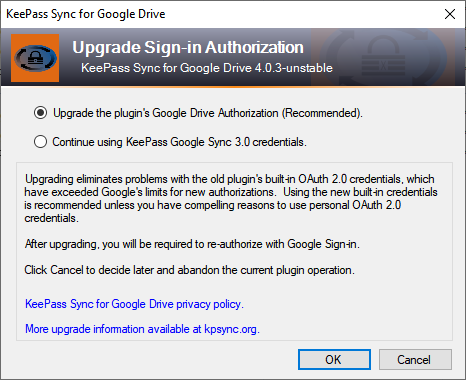 KeePass Sync for Google Drive
Upgrade Sign-in Authorization
KeePass Sync for Google Drive 4.0.3-unstable
Upgrade the plugin's Google Drive Authorization (Recommended).
Continue using KeePass Google Sync 3.0 credentials.
Upgrading eliminates problems with the old plugin's built-in OAuth 2.0 credentials, which
have exceeded Google's limits for new authorizations.  Using the new built-in credentials
is recommended unless you have compelling reasons to use personal OAuth 2.0
credentials.
After upgrading, you will be required to re-authorize with Google Sign-in.
Click Cancel to decide later and abandon the current plugin operation.
KeePass Sync for Google Drive privacy policy.
More upgrade information available at kpsync.org.
OK
Cancel